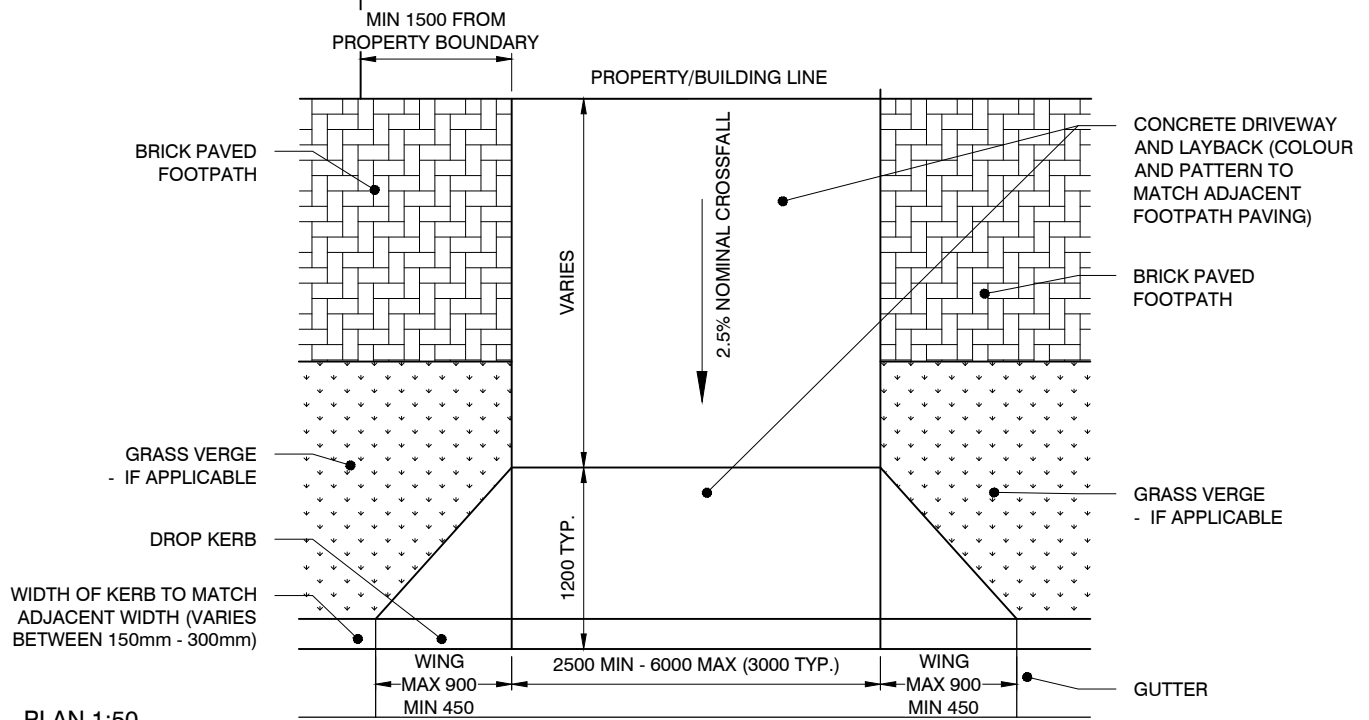 MIN 1500 FROM
PROPERTY BOUNDARY
PROPERTY/BUILDING LINE
BRICK PAVED
FOOTPATH
CONCRETE DRIVEWAY
AND LAYBACK (COLOUR
AND PATTERN TO
MATCH ADJACENT
FOOTPATH PAVING)
VARIES
2.5% NOMINAL CROSSFALL
BRICK PAVED
FOOTPATH
GRASS VERGE
- IF APPLICABLE
GRASS VERGE
- IF APPLICABLE
DROP KERB
1200 TYP.
WIDTH OF KERB TO MATCH
ADJACENT WIDTH (VARIES
BETWEEN 150mm - 300mm)
WING
MAX 900
MIN 450
2500 MIN - 6000 MAX (3000 TYP.)
WING
MAX 900
MIN 450
GUTTER
PLAN 1:50